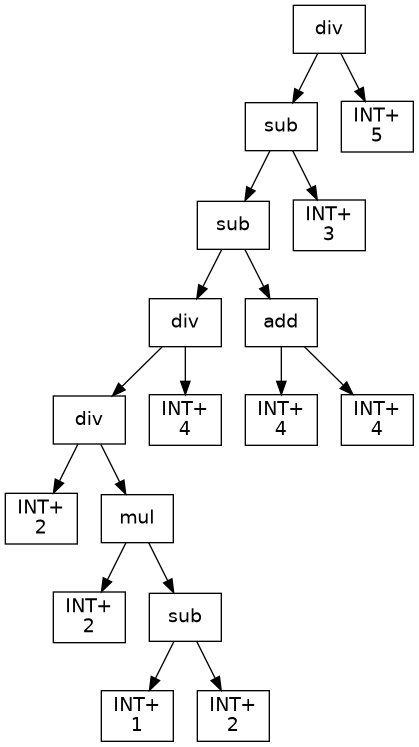 div
sub
INT+
5
sub
INT+
3
div
add
div
INT+
4
INT+
4
INT+
4
INT+
2
mul
INT+
2
sub
INT+
1
INT+
2